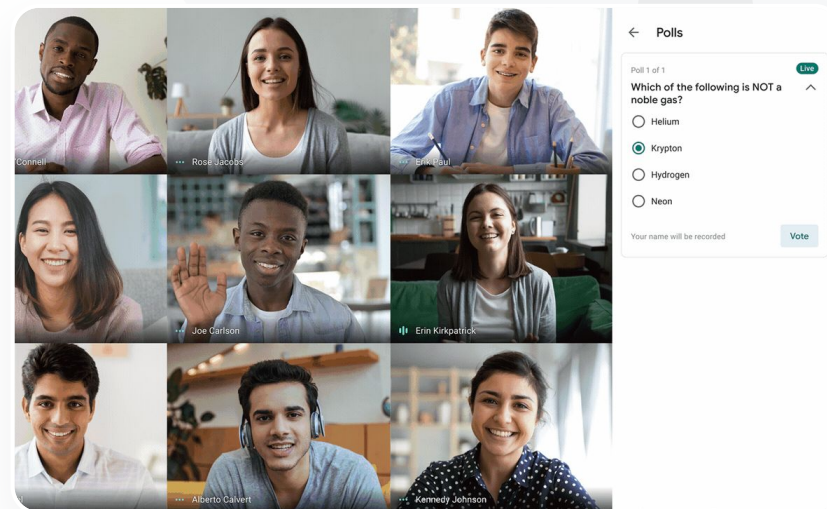 'Connell
Rose Jacobs
Erik Paul
Joe Carlson
Erin Kirkpatrick
Alberto Calvert
Kennedy Johnson
Polls
Poll 1 of 1
Live
Which of the following is NOT a
noble gas?
Helium
Krypton
Hydrogen
Neon
Your name will be recorded
Vote